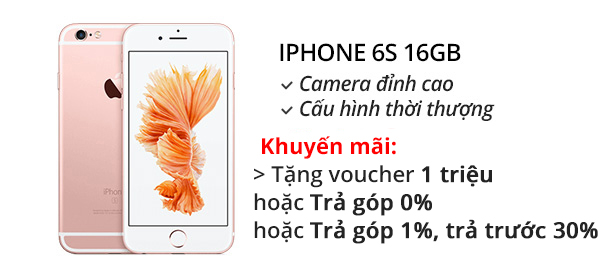 IPHONE 6S 16GB
✓ Camera đỉnh cao
✓ Cấu hình thời thượng
Khuyến mãi:
> Tặng voucher 1 triệu
hoặc Trả góp 0%
hoặc Trả góp 1%, trả trước 30%
iPhone